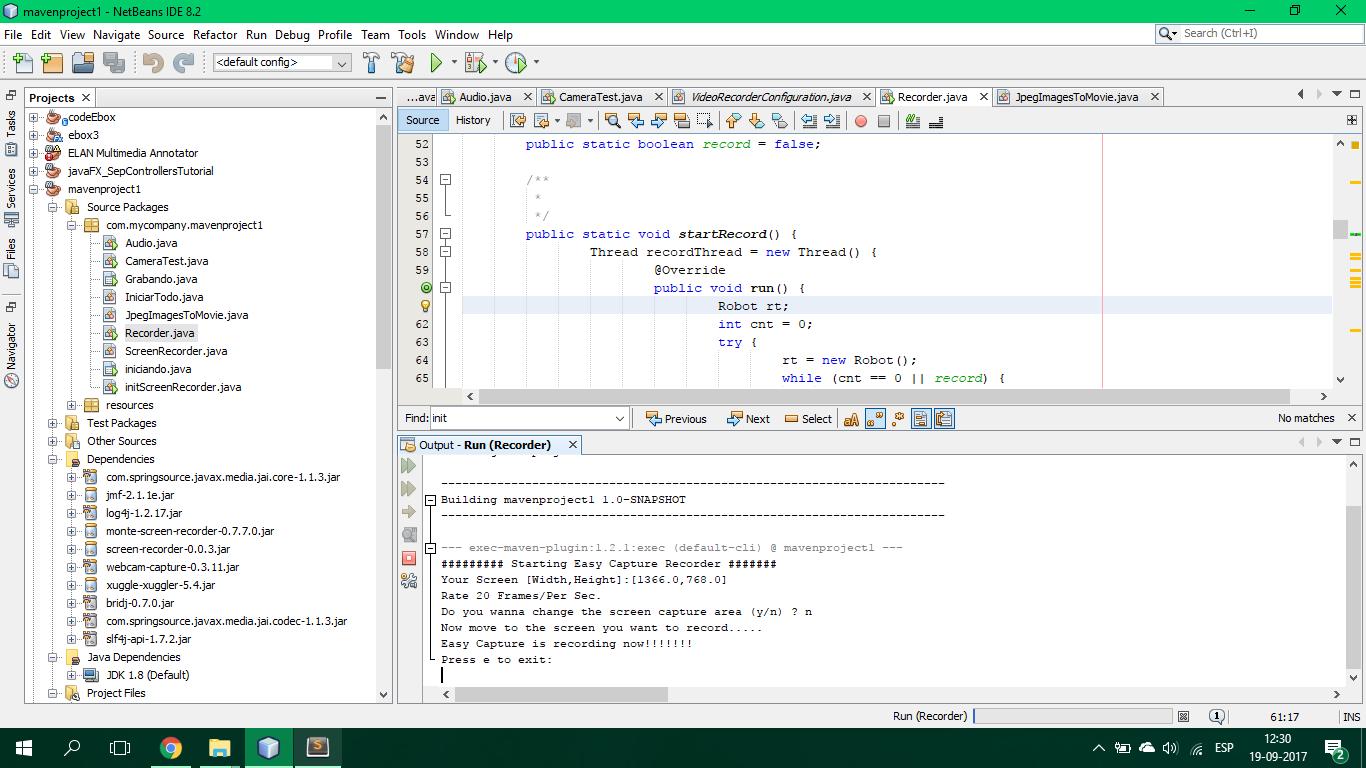 mavenproject1 - NetBeans IDE 8.2
File Edit View Navigate Source Refactor Run Debug Profile Team Tools Window Help
Search (Ctrl+I)
<default config>
Tasks
Services
Files
Navigator
Projects
codeEbox
ebox3
ELAN Multimedia Annotator
javaFX_SepControllersTutorial
mavenproject1
Source Packages
com.mycompany.mavenproject1
Audio.java
CameraTest.java
Grabando.java
IniciarTodo.java
JpegImagesToMovie.java
Recorder.java
ScreenRecorder.java
iniciando.java
initScreenRecorder.java
resources
Test Packages
Other Sources
Dependencies
com.springsource.javax.media.jai.core-1.1.3.jar
jmf-2.1.1e.jar
log4j-1.2.17.jar
monte-screen-recorder-0.7.7.0.jar
screen-recorder-0.0.3.jar
webcam-capture-0.3.11.jar
xuggle-xuggler-5.4.jar
bridj-0.7.0.jar
com.springsource.javax.media.jai.codec-1.1.3.jar
slf4j-api-1.7.2.jar
Java Dependencies
JDK 1.8 (Default)
Project Files
...ava Audio.java CameraTest.java VideoRecorderConfiguration.java Recorder.java JpegImagesToMovie.java
Source History
52 public static boolean record = false;
53
54 /**
55 *
56 */
57 public static void startRecord() {
58 Thread recordThread = new Thread() {
59 @Override
public void run() {
Robot rt;
62 int cnt = 0;
63 try {
64 rt = new Robot();
65 while (cnt == 0 || record) {
Find: init Previous Next Select aA No matches
Output - Run (Recorder)
------------------------------------------------------------------------
Building mavenproject1 1.0-SNAPSHOT
------------------------------------------------------------------------
--- exec-maven-plugin:1.2.1:exec (default-cli) @ mavenproject1 ---
######### Starting Easy Capture Recorder #######
Your Screen [Width,Height]:[1366.0,768.0]
Rate 20 Frames/Per Sec.
Do you wanna change the screen capture area (y/n) ? n
Now move to the screen you want to record.....
Easy Capture is recording now!!!!!!!
Press e to exit:
Run (Recorder) 1 61:17 INS
ESP
12:30
19-09-2017
2